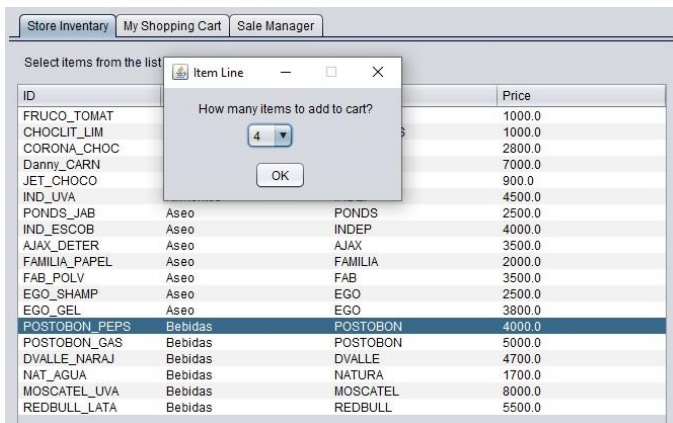 Store Inventory My Shopping Cart Sale Manager
Select items from the list
Item Line
How many items to add to cart?
4
OK
ID Price
FRUCO_TOMAT 1000.0
CHOCLIT_LIM S 1000.0
CORONA_CHOC 2800.0
Danny_CARN 7000.0
JET_CHOCO 900.0
IND_UVA 4500.0
PONDS_JAB Aseo PONDS 2500.0
IND_ESCOB Aseo INDEP 4000.0
AJAX_DETER Aseo AJAX 3500.0
FAMILIA_PAPEL Aseo FAMILIA 2000.0
FAB_POLV Aseo FAB 3500.0
EGO_SHAMP Aseo EGO 2500.0
EGO_GEL Aseo EGO 3800.0
POSTOBON_PEPS Bebidas POSTOBON 4000.0
POSTOBON_GAS Bebidas POSTOBON 5000.0
DVALLE_NARAJ Bebidas DVALLE 4700.0
NAT_AGUA Bebidas NATURA 1700.0
MOSCATEL_UVA Bebidas MOSCATEL 8000.0
REDBULL_LATA Bebidas REDBULL 5500.0